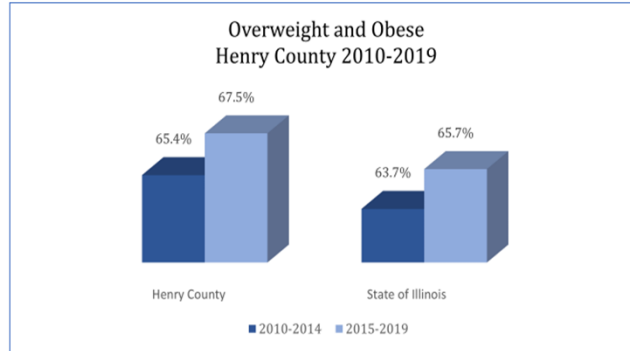 Overweight and Obese
Henry County 2010-2019
67.5%
65.4%
65.7%
63.7%
Henry County
State of Illinois
2010-2014
2015-2019